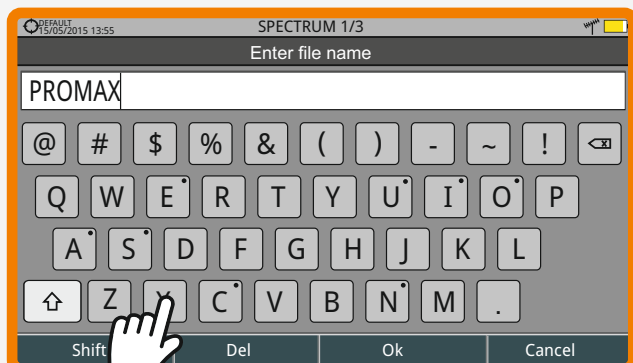 DEFAULT
15/05/2015 13:55
SPECTRUM 1/3
Enter file name
PROMAX
@ # $ % & ( ) - ~ !
Q W E R T Y U I O P
A S D F G H J K L
Z X C V B N M .
Shift Del Ok Cancel